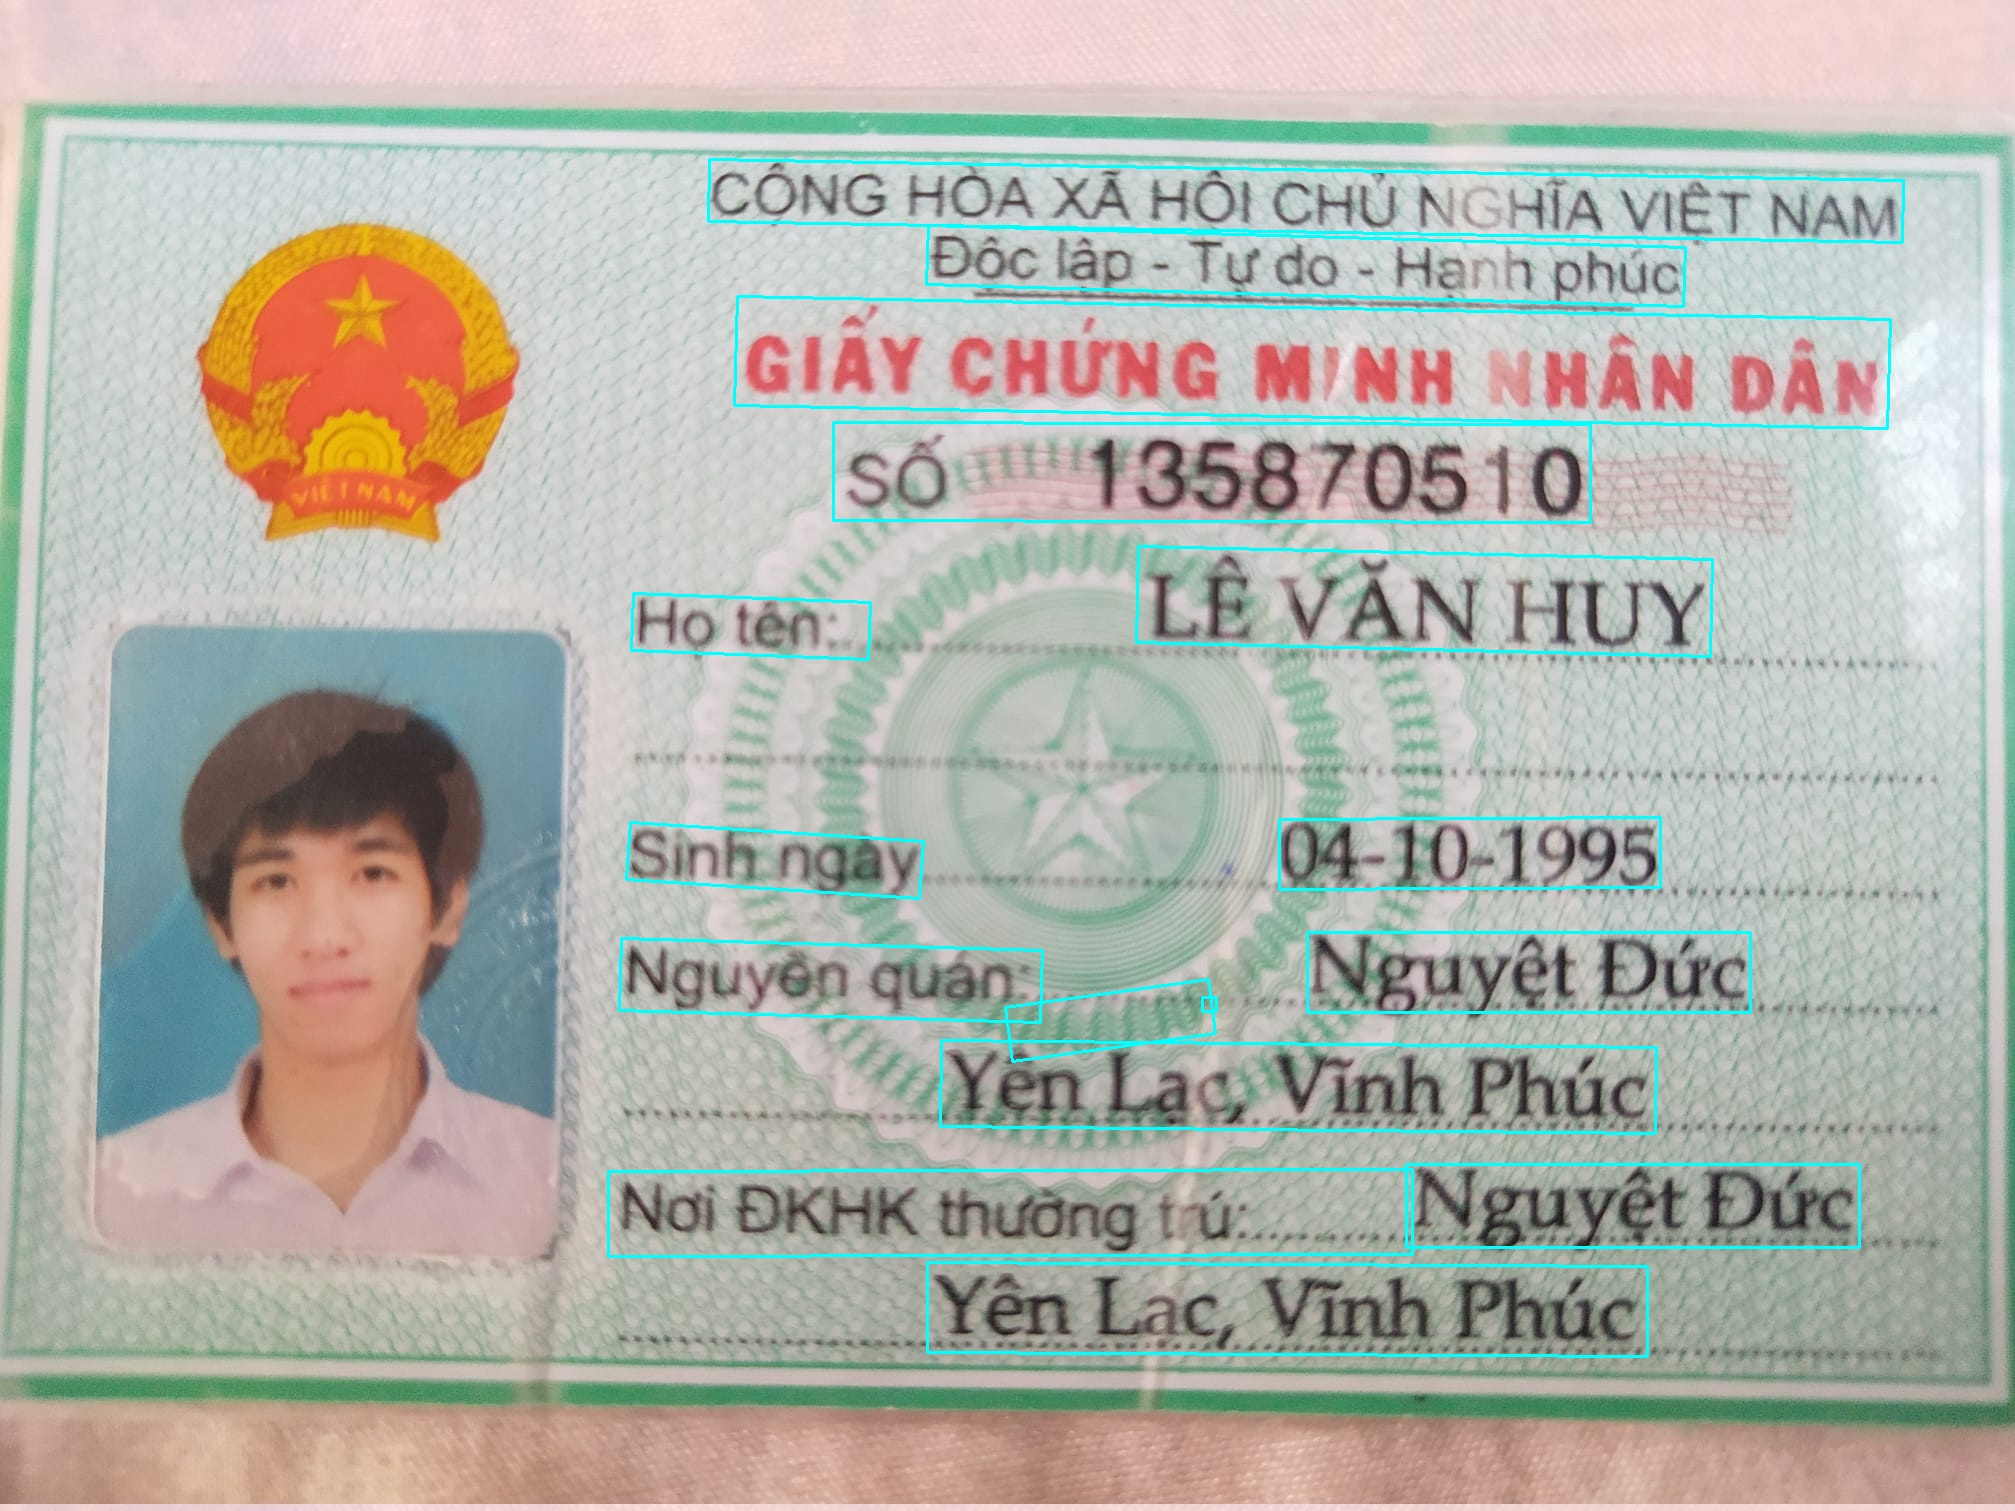 CỘNG HÒA XÃ HỘI CHỦ NGHĨA VIỆT NAM
Độc lập - Tự do - Hạnh phúc
GIẤY CHỨNG MINH NHÂN DÂN
SỐ 135870510
VIỆT NAM
Họ tên: LÊ VĂN HUY
Sinh ngày 04-10-1995
Nguyên quán: Nguyệt Đức
Yên Lạc, Vĩnh Phúc
Nơi ĐKHK thường trú: Nguyệt Đức
Yên Lạc, Vĩnh Phúc